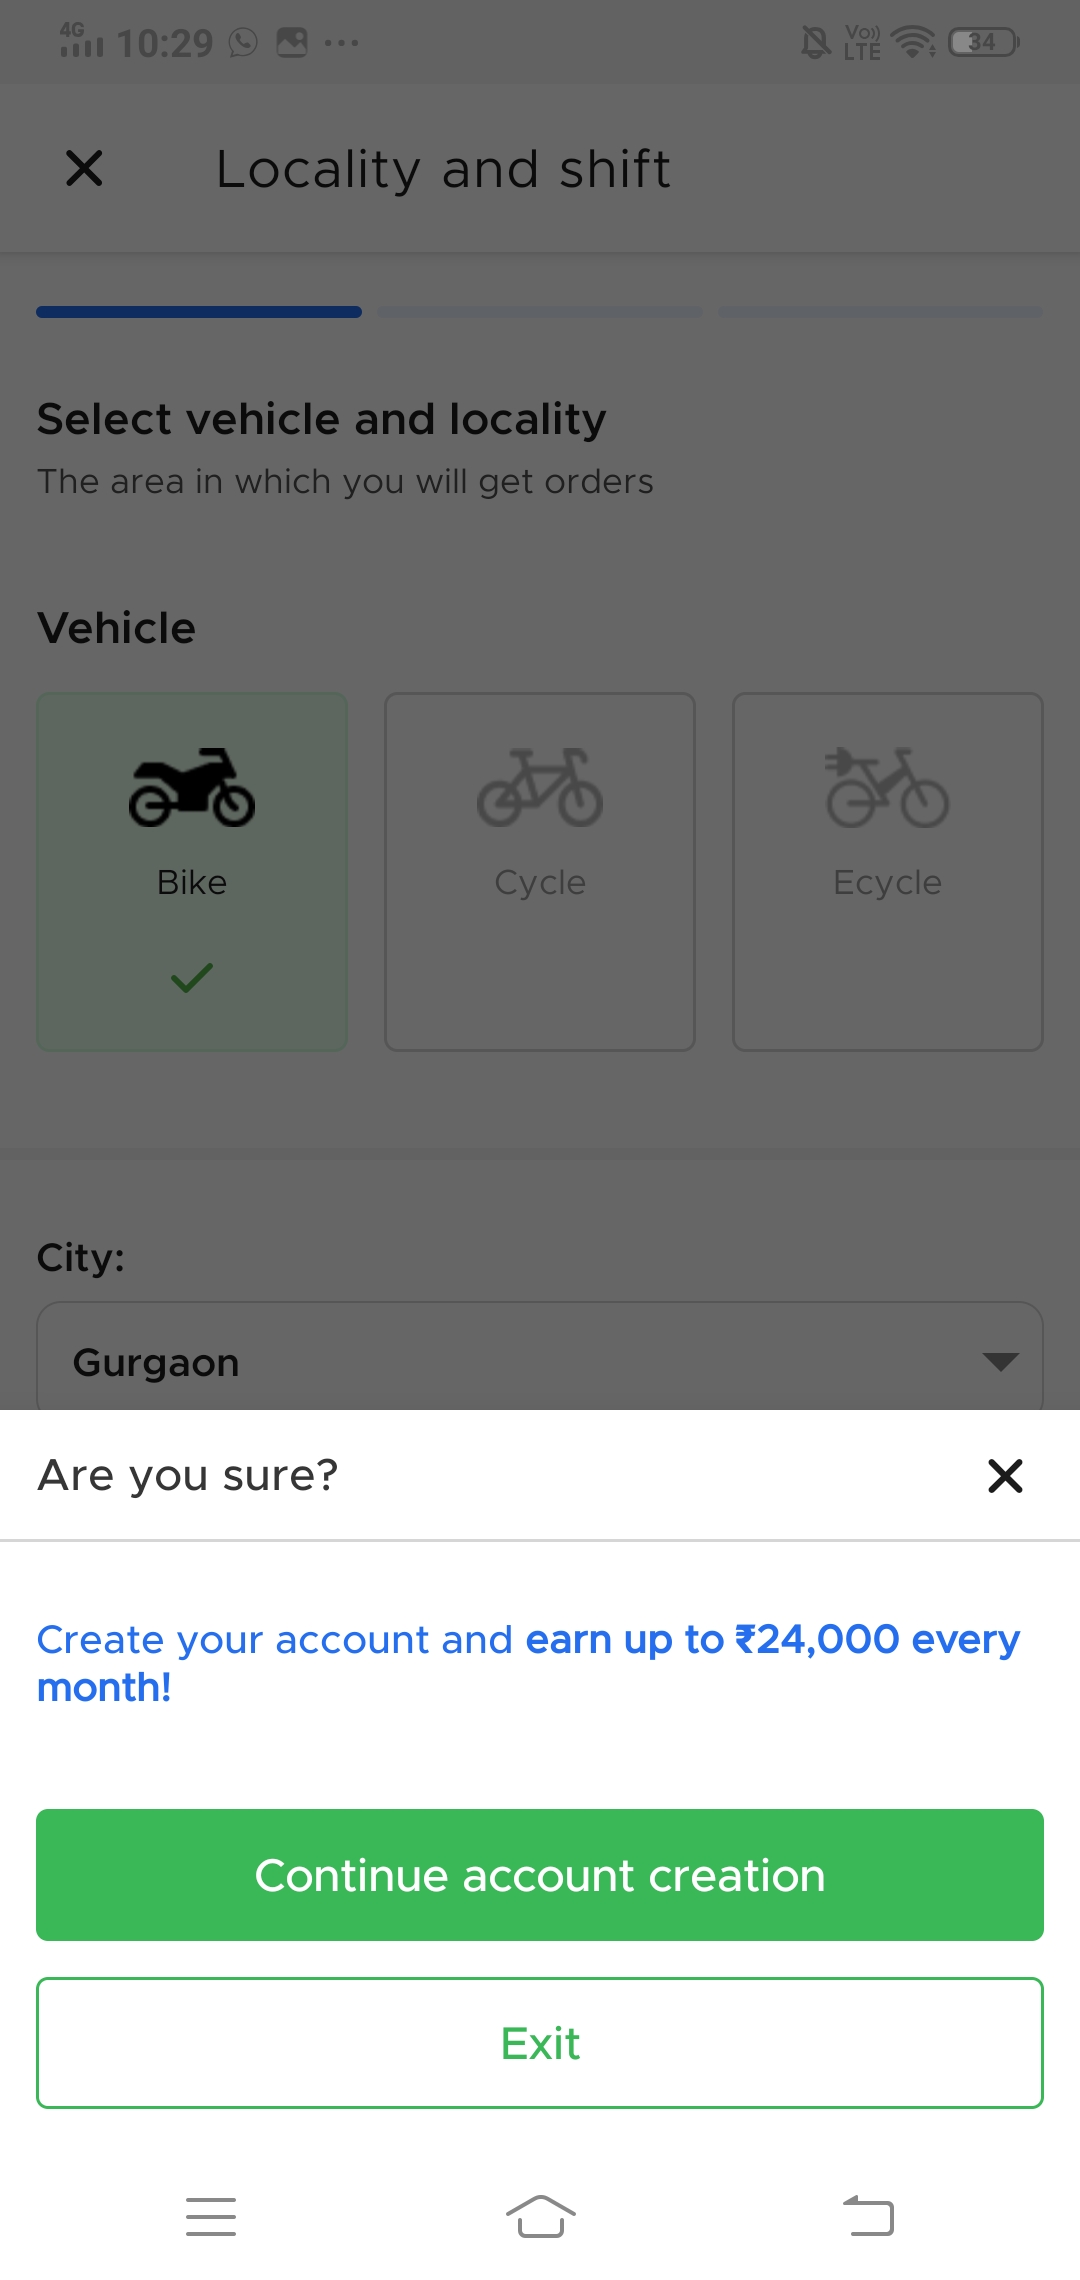 4G 10:29 Vo)) LTE 34
Locality and shift
Select vehicle and locality
The area in which you will get orders
Vehicle
Bike Cycle Ecycle
City:
Gurgaon
Are you sure?
Create your account and earn up to ₹24,000 every
month!
Continue account creation
Exit